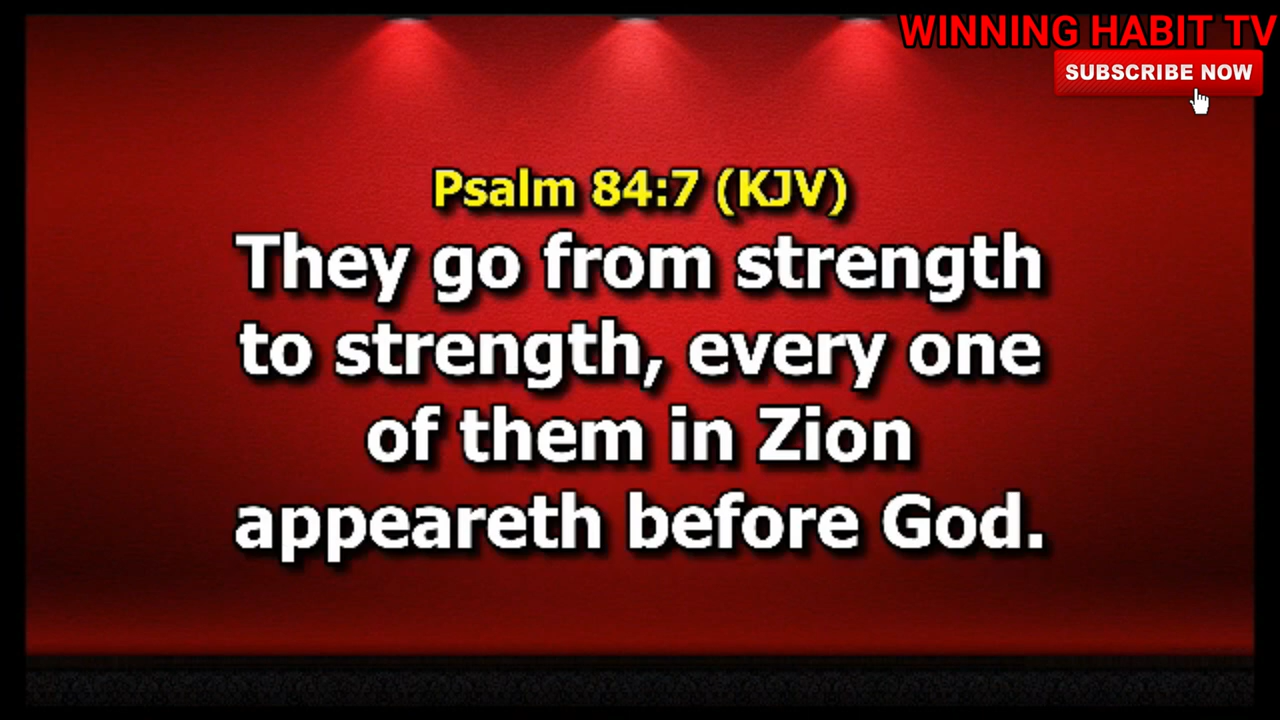 WINNING HABIT TV
SUBSCRIBE NOW
Psalm 84:7 (KJV)
They go from strength
to strength, every one
of them in Zion
appeareth before God.